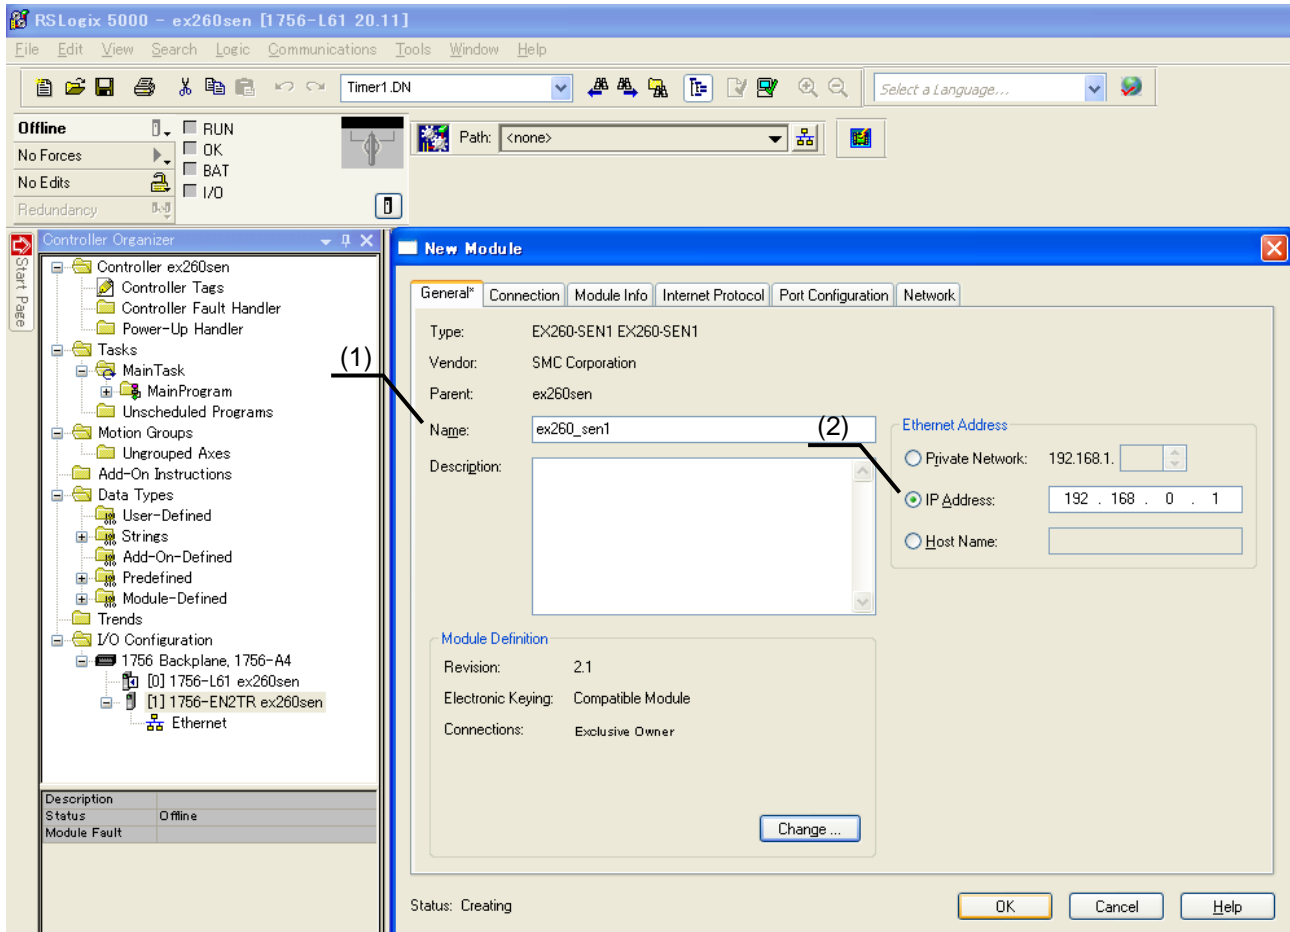 RSLogix 5000 - ex260sen [1756-L61 20.11]
File Edit View Search Logic Communications Tools Window Help
Timer1.DN
Select a Language...
Offline
RUN
No Forces
OK
BAT
No Edits
I/O
Redundancy
Path: <none>
Start Page
Controller Organizer
Controller ex260sen
Controller Tags
Controller Fault Handler
Power-Up Handler
Tasks
MainTask
MainProgram
Unscheduled Programs
Motion Groups
Ungrouped Axes
Add-On Instructions
Data Types
User-Defined
Strings
Add-On-Defined
Predefined
Module-Defined
Trends
I/O Configuration
1756 Backplane, 1756-A4
[0] 1756-L61 ex260sen
[1] 1756-EN2TR ex260sen
Ethernet
Description
Status Offline
Module Fault
New Module
General* Connection Module Info Internet Protocol Port Configuration Network
Type: EX260-SEN1 EX260-SEN1
Vendor: SMC Corporation
Parent: ex260sen
(1)
Name: ex260_sen1
Description:
(2)
Ethernet Address
Private Network: 192.168.1.
IP Address: 192 . 168 . 0 . 1
Host Name:
Module Definition
Revision: 2.1
Electronic Keying: Compatible Module
Connections: Exclusive Owner
Change ...
Status: Creating
OK Cancel Help